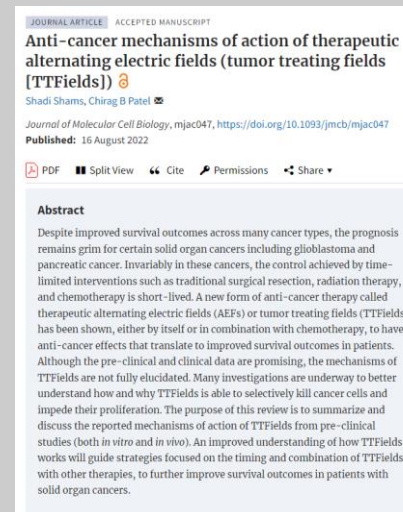 JOURNAL ARTICLE ACCEPTED MANUSCRIPT
Anti-cancer mechanisms of action of therapeutic
alternating electric fields (tumor treating fields
[TTFields])
Shadi Shams, Chirag B Patel
Journal of Molecular Cell Biology, mjac047, https://doi.org/10.1093/jmcb/mjac047
Published: 16 August 2022
PDF Split View Cite Permissions Share
Abstract
Despite improved survival outcomes across many cancer types, the prognosis
remains grim for certain solid organ cancers including glioblastoma and
pancreatic cancer. Invariably in these cancers, the control achieved by time-
limited interventions such as traditional surgical resection, radiation therapy,
and chemotherapy is short-lived. A new form of anti-cancer therapy called
therapeutic alternating electric fields (AEFs) or tumor treating fields (TTFields
has been shown, either by itself or in combination with chemotherapy, to have
anti-cancer effects that translate to improved survival outcomes in patients.
Although the pre-clinical and clinical data are promising, the mechanisms of
TTFields are not fully elucidated. Many investigations are underway to better
understand how and why TTFields is able to selectively kill cancer cells and
impede their proliferation. The purpose of this review is to summarize and
discuss the reported mechanisms of action of TTFields from pre-clinical
studies (both in vitro and in vivo). An improved understanding of how TTFields
works will guide strategies focused on the timing and combination of TTFields
with other therapies, to further improve survival outcomes in patients with
solid organ cancers.